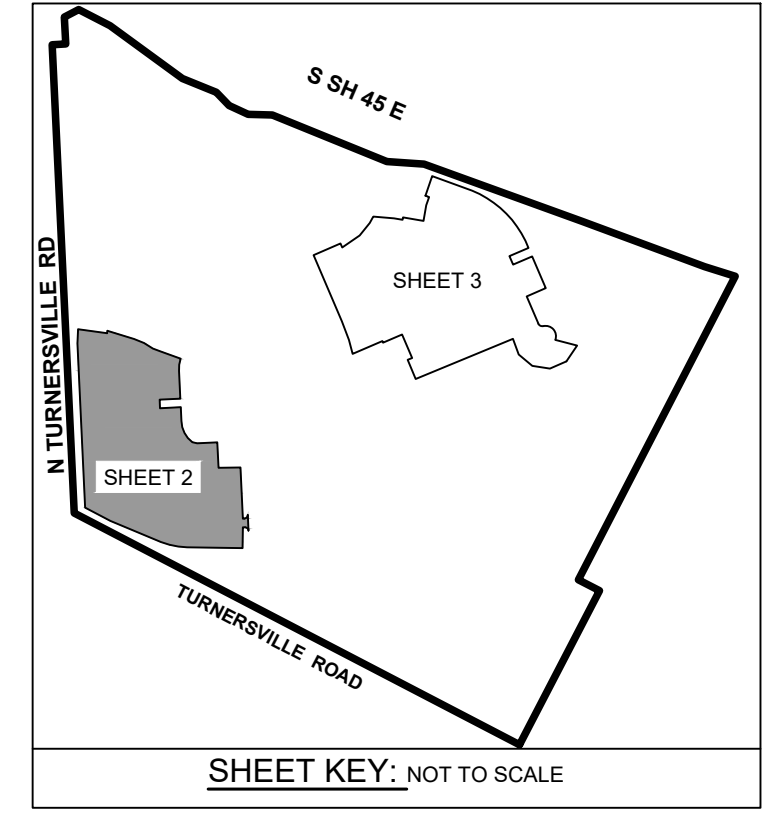 S SH 45 E
SHEET 3
N TURNERSVILLE RD
SHEET 2
TURNERSVILLE ROAD
SHEET KEY: NOT TO SCALE